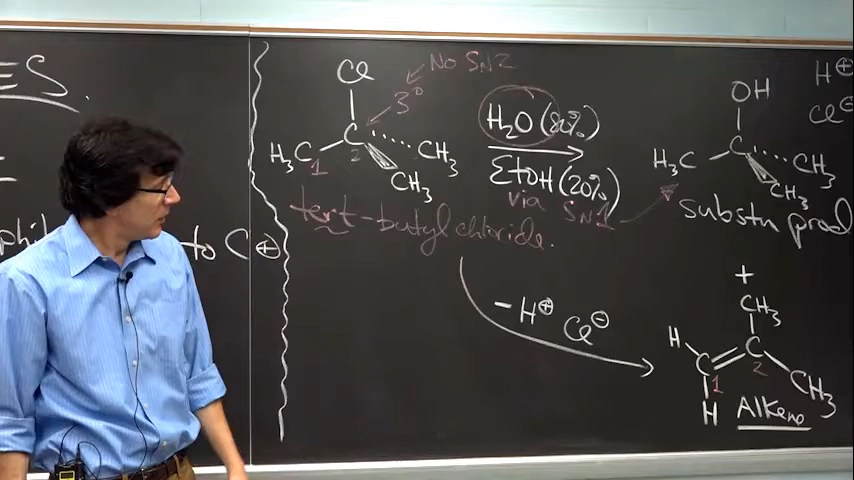 ES.
to C⊕
Cl
No SN2
3°
C
2
H3C
1
CH3
CH3
tert-butyl chloride.
H2O (80%)
EtOH (20%)
via SN1
OH
H⊕
Cl⊖
H3C
C
CH3
CH3
substn prod
- H⊕ Cl⊖
+
CH3
H
C
1
C
2
H
CH3
Alkene